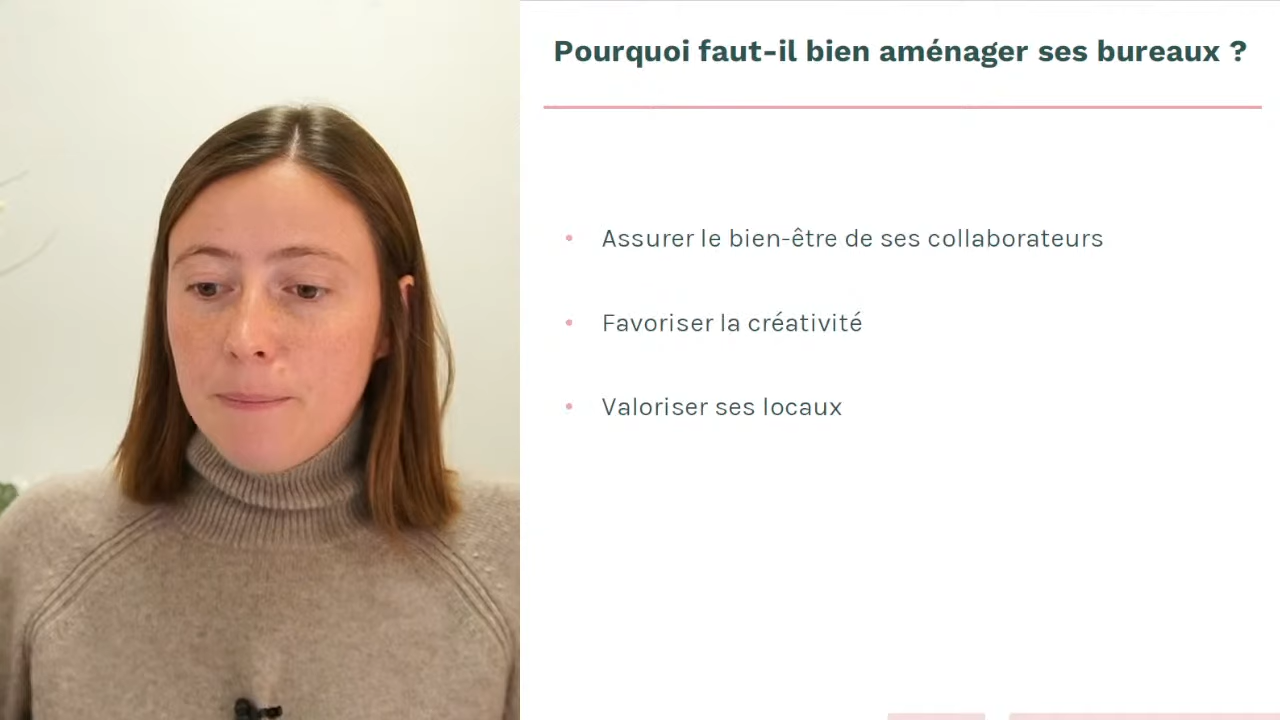 Pourquoi faut-il bien aménager ses bureaux ?
• Assurer le bien-être de ses collaborateurs
• Favoriser la créativité
• Valoriser ses locaux